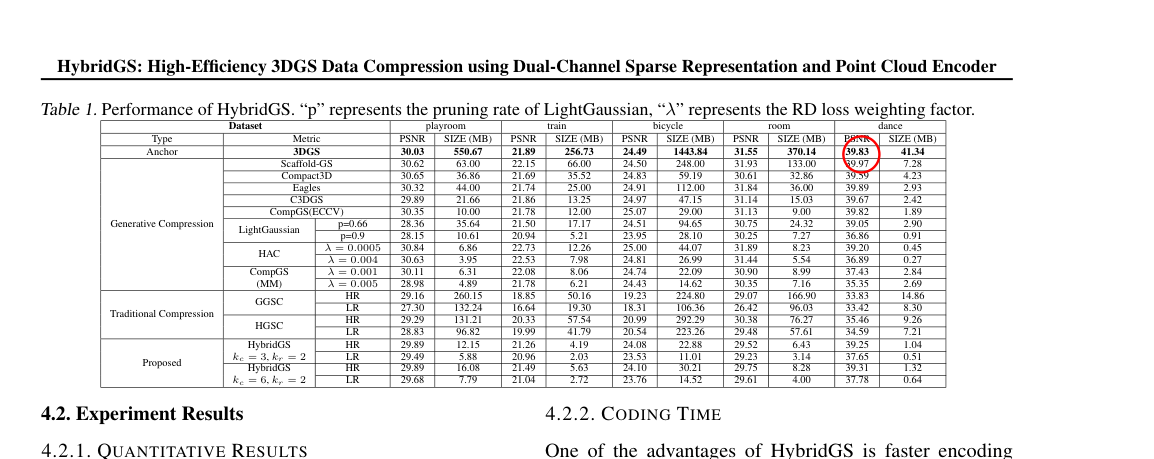 HybridGS: High-Efficiency 3DGS Data Compression using Dual-Channel Sparse Representation and Point Cloud Encoder
Table 1. Performance of HybridGS. “p” represents the pruning rate of LightGaussian, “λ” represents the RD loss weighting factor.
Dataset playroom train bicycle room dance
Type Metric PSNR SIZE (MB) PSNR SIZE (MB) PSNR SIZE (MB) PSNR SIZE (MB) PSNR SIZE (MB)
Anchor 3DGS 30.03 550.67 21.89 256.73 24.49 1443.84 31.55 370.14 39.83 41.34
Scaffold-GS 30.62 63.00 22.15 66.00 24.50 248.00 31.93 133.00 39.97 7.28
Compact3D 30.65 36.86 21.69 35.52 24.83 59.19 30.61 32.86 39.59 4.23
Eagles 30.32 44.00 21.74 25.00 24.91 112.00 31.84 36.00 39.89 2.93
C3DGS 29.89 21.66 21.86 13.25 24.97 47.15 31.14 15.03 39.67 2.42
CompGS(ECCV) 30.35 10.00 21.78 12.00 25.07 29.00 31.13 9.00 39.82 1.89
Generative Compression LightGaussian p=0.66 28.36 35.64 21.50 17.17 24.51 94.65 30.75 24.32 39.05 2.90
p=0.9 28.15 10.61 20.94 5.21 23.95 28.10 30.25 7.27 36.86 0.91
HAC λ = 0.0005 30.84 6.86 22.73 12.26 25.00 44.07 31.89 8.23 39.20 0.45
λ = 0.004 30.63 3.95 22.53 7.98 24.81 26.99 31.44 5.54 36.89 0.27
CompGS λ = 0.001 30.11 6.31 22.08 8.06 24.74 22.09 30.90 8.99 37.43 2.84
(MM) λ = 0.005 28.98 4.89 21.78 6.21 24.43 14.62 30.35 7.16 35.35 2.69
Traditional Compression GGSC HR 29.16 260.15 18.85 50.16 19.23 224.80 29.07 166.90 33.83 14.86
LR 27.30 132.24 16.64 19.30 18.31 106.36 26.42 96.03 33.42 8.30
HGSC HR 29.29 131.21 20.33 57.54 20.99 292.29 30.38 76.27 35.46 9.26
LR 28.83 96.82 19.99 41.79 20.54 223.26 29.48 57.61 34.59 7.21
Proposed HybridGS HR 29.89 12.15 21.26 4.19 24.08 22.88 29.52 6.43 39.25 1.04
k_c = 3, k_r = 2 LR 29.49 5.88 20.96 2.03 23.53 11.01 29.23 3.14 37.65 0.51
HybridGS HR 29.89 16.08 21.49 5.63 24.10 30.21 29.75 8.28 39.31 1.32
k_c = 6, k_r = 2 LR 29.68 7.79 21.04 2.72 23.76 14.52 29.61 4.00 37.78 0.64
4.2. Experiment Results
4.2.1. QUANTITATIVE RESULTS
4.2.2. CODING TIME
One of the advantages of HybridGS is faster encoding